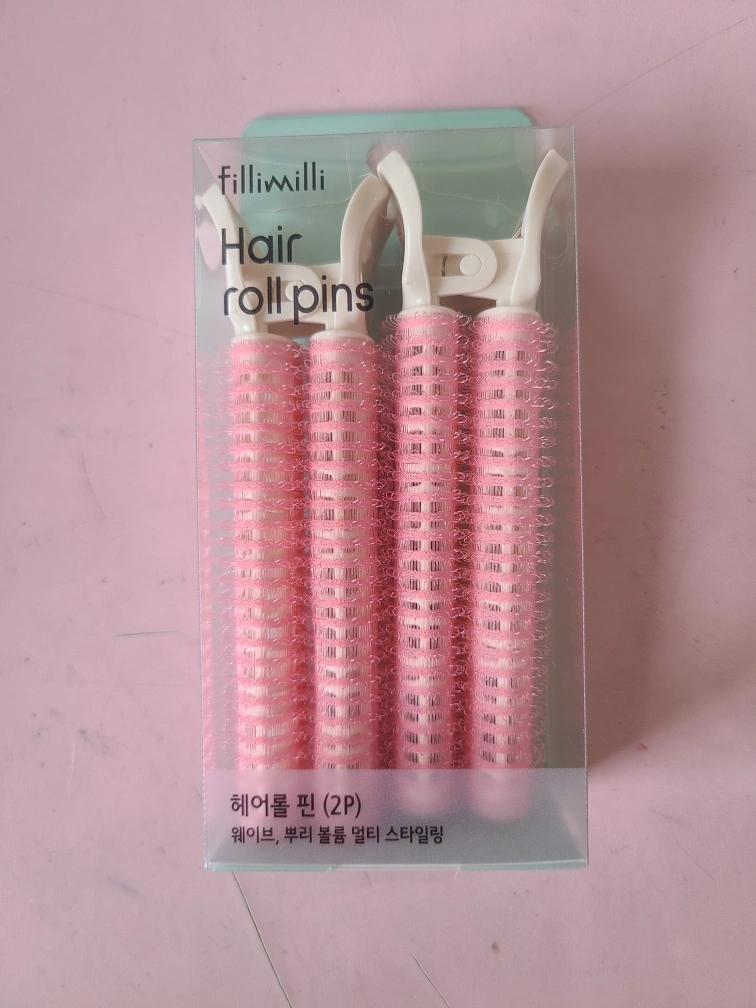 fillimilli
Hair
roll pins
헤어롤 핀 (2P)
웨이브, 뿌리 볼륨 멀티 스타일링